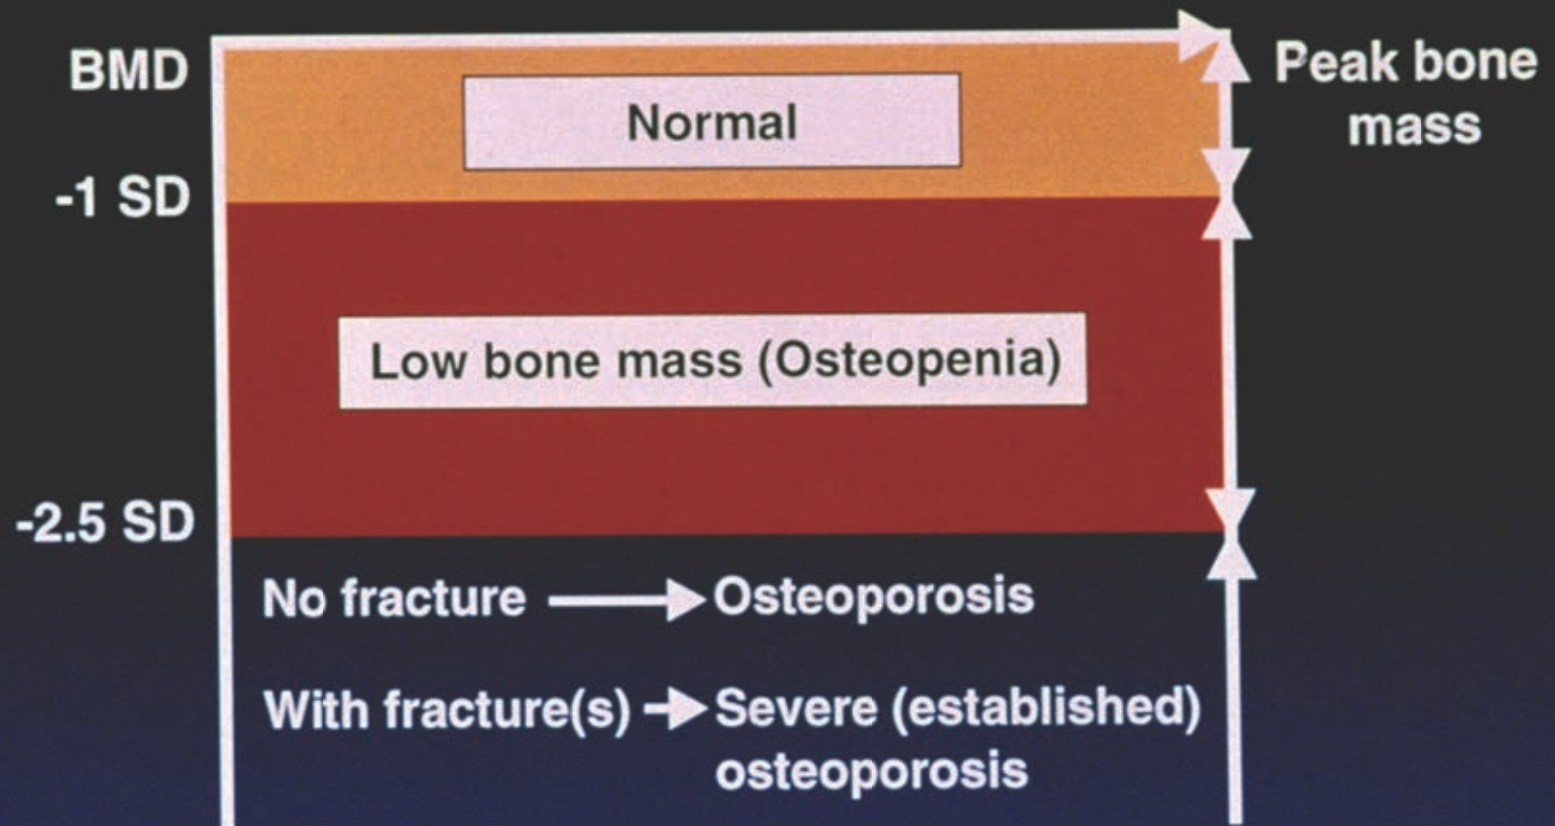 BMD
Peak bone
mass
Normal
-1 SD
Low bone mass (Osteopenia)
-2.5 SD
No fracture → Osteoporosis
With fracture(s) → Severe (established)
osteoporosis